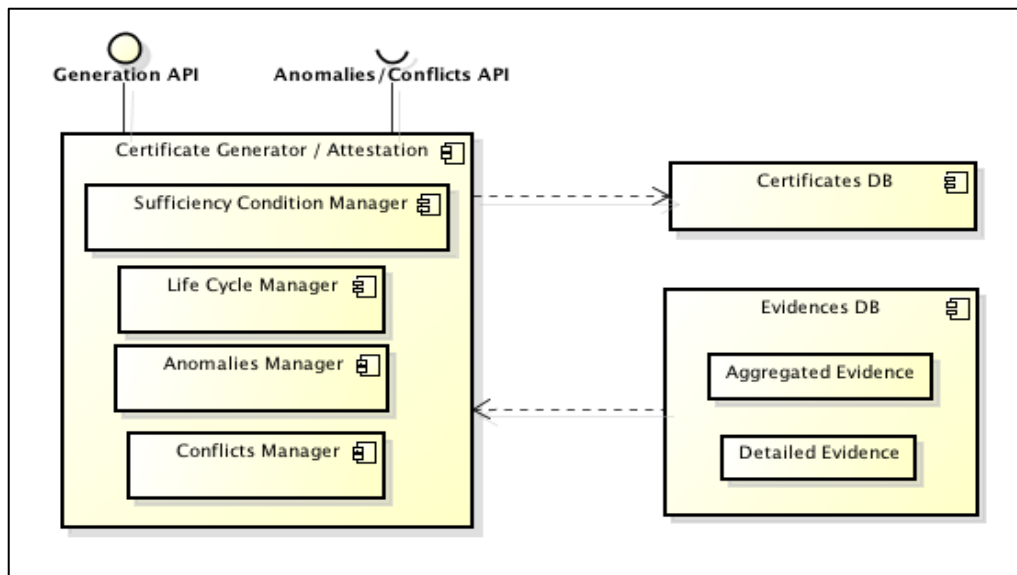 Generation API
Anomalies/Conflicts API
Certificate Generator / Attestation
Sufficiency Condition Manager
Life Cycle Manager
Anomalies Manager
Conflicts Manager
Certificates DB
Evidences DB
Aggregated Evidence
Detailed Evidence